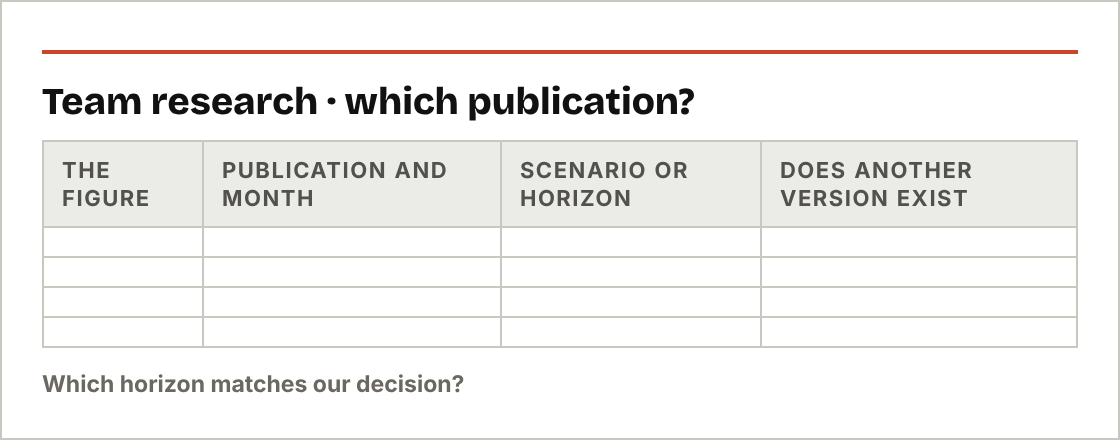 Team research · which publication?
THE
FIGURE
PUBLICATION AND
MONTH
SCENARIO OR
HORIZON
DOES ANOTHER
VERSION EXIST
Which horizon matches our decision?